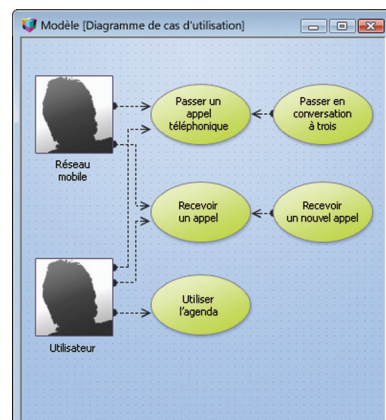 Modèle [Diagramme de cas d'utilisation]
Passer un
appel
téléphonique
Passer en
conversation
à trois
Réseau
mobile
Recevoir
un appel
Recevoir
un nouvel appel
Utiliser
l'agenda
Utilisateur